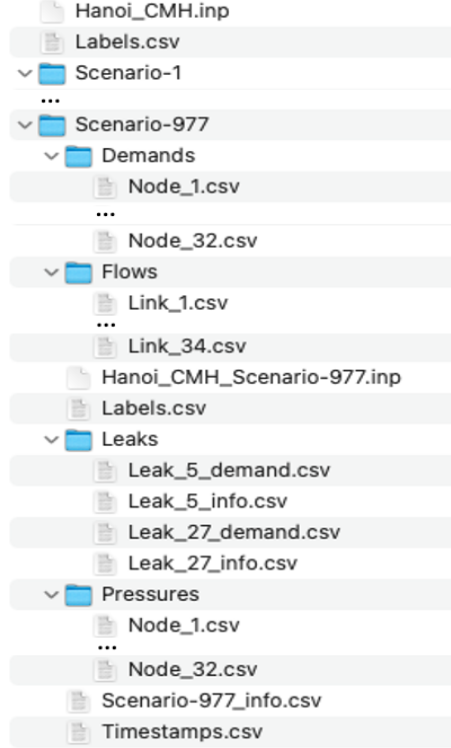 Hanoi_CMH.inp
Labels.csv
Scenario-1
...
Scenario-977
Demands
Node_1.csv
...
Node_32.csv
Flows
Link_1.csv
...
Link_34.csv
Hanoi_CMH_Scenario-977.inp
Labels.csv
Leaks
Leak_5_demand.csv
Leak_5_info.csv
Leak_27_demand.csv
Leak_27_info.csv
Pressures
Node_1.csv
...
Node_32.csv
Scenario-977_info.csv
Timestamps.csv